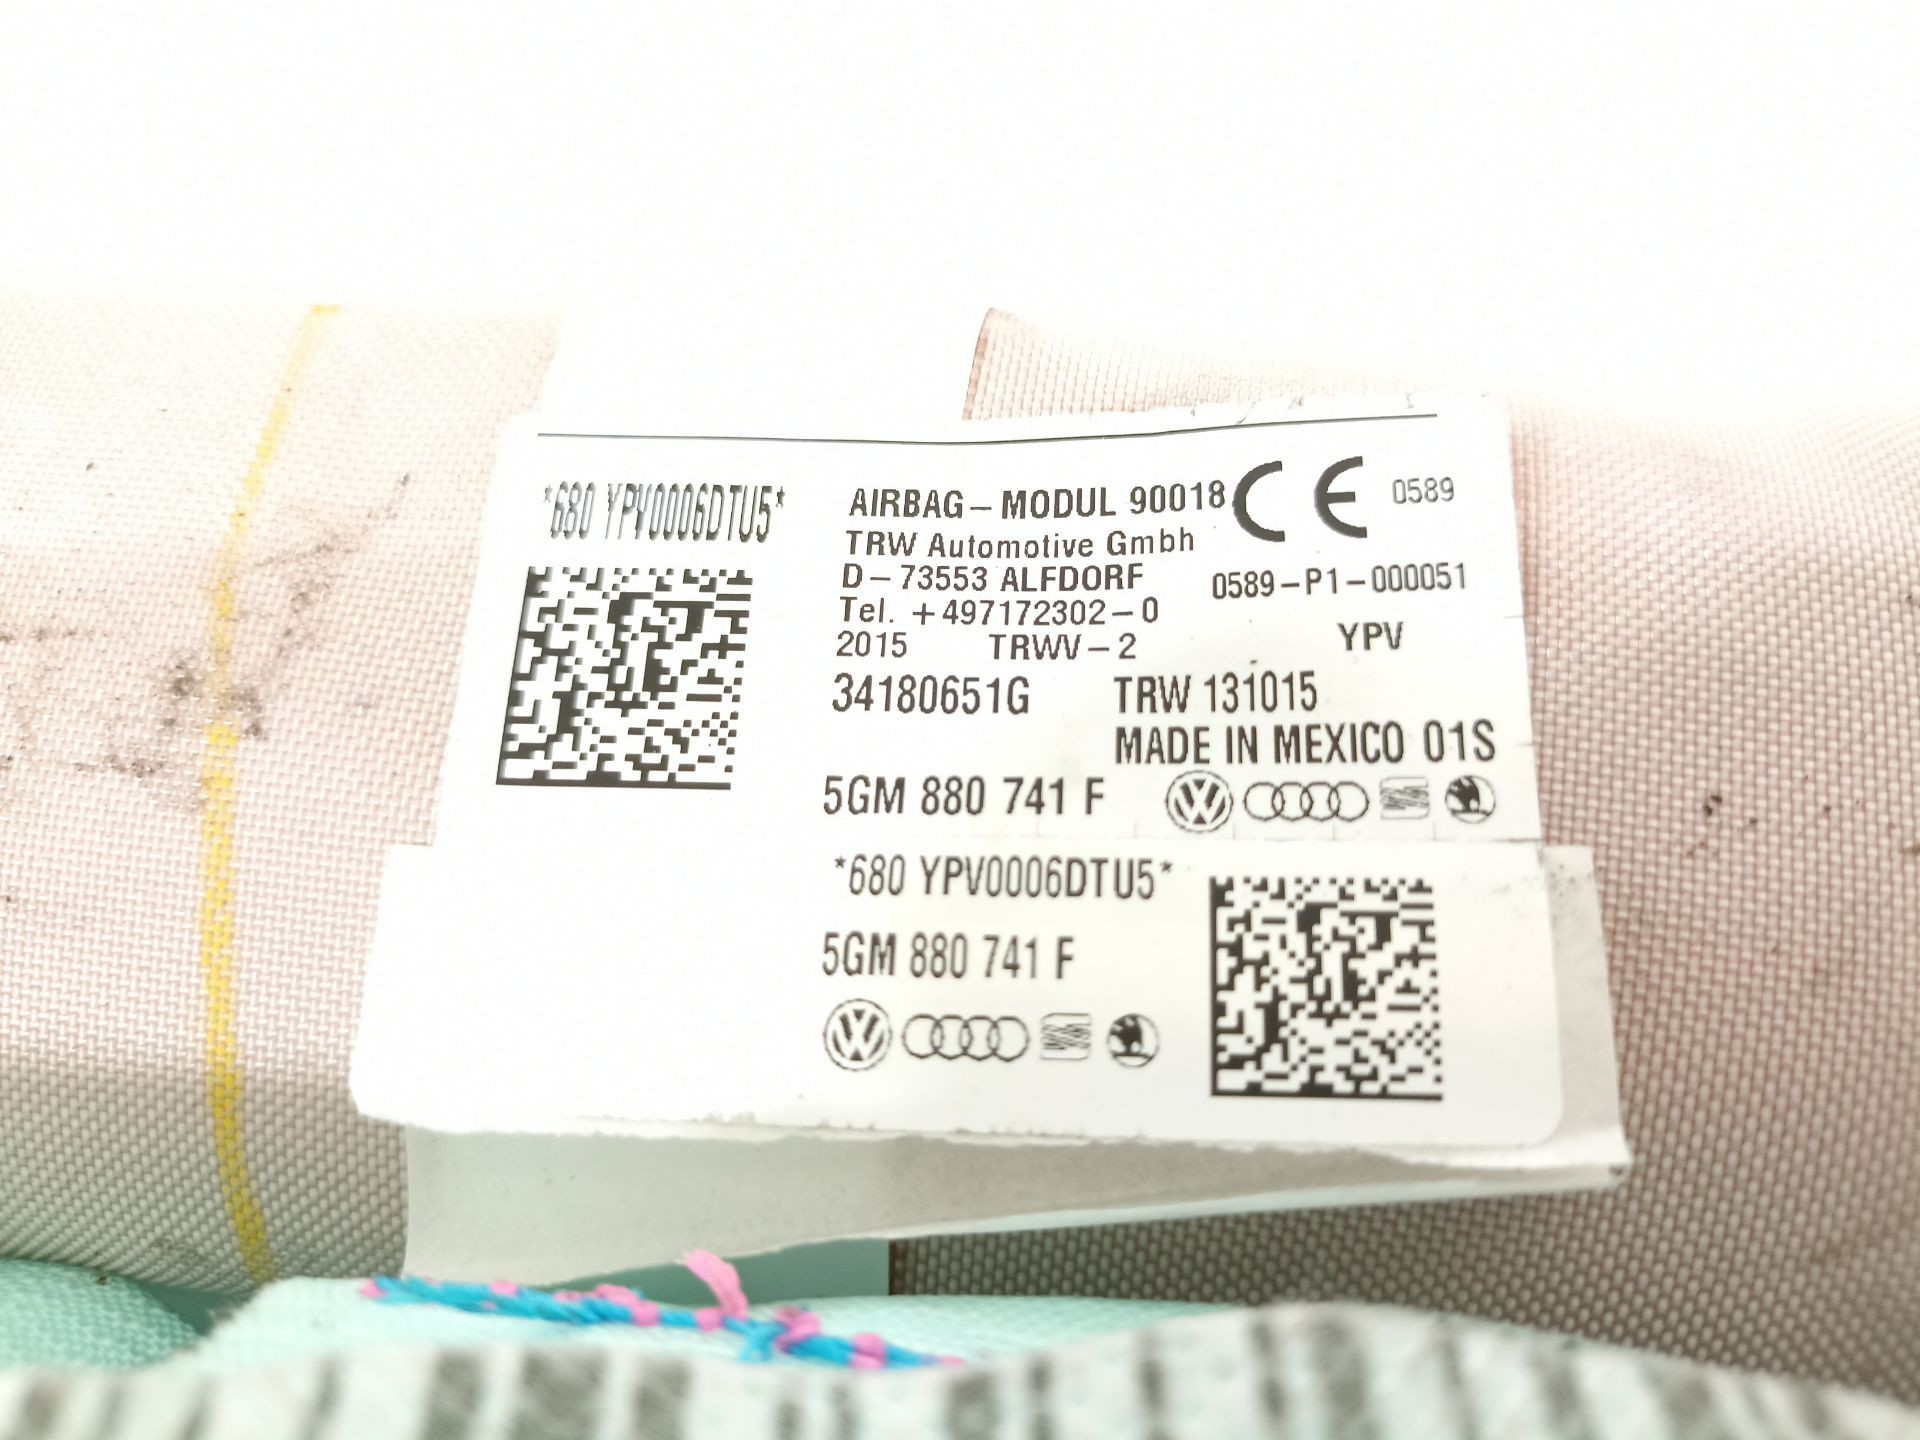 *680 YPV0006DTU5*
AIRBAG-MODUL 90018 CE 0589
TRW Automotive Gmbh
D-73553 ALFDORF
0589-P1-000051
Tel. +497172302-0
2015 TRWV-2
YPV
34180651G TRW 131015
MADE IN MEXICO 01S
5GM 880 741 F
*680 YPV0006DTU5*
5GM 880 741 F